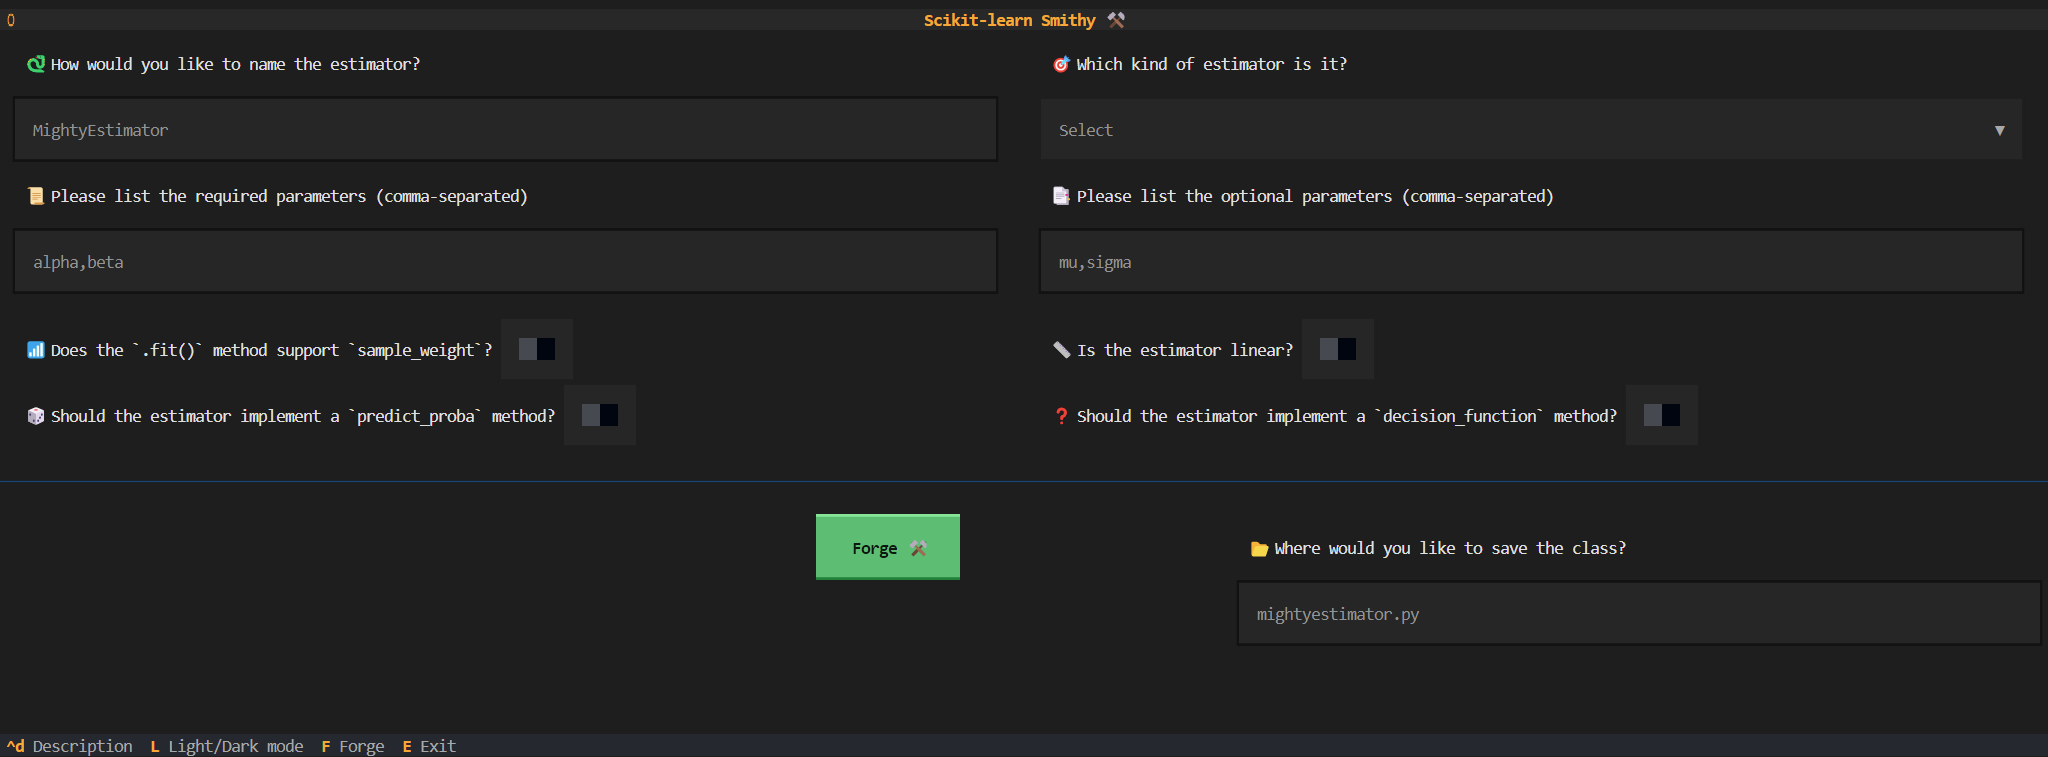 Scikit-learn Smithy ⚒
How would you like to name the estimator?
Which kind of estimator is it?
MightyEstimator
Select ▼
Please list the required parameters (comma-separated)
Please list the optional parameters (comma-separated)
alpha,beta
mu,sigma
Does the `.fit()` method support `sample_weight`?
Is the estimator linear?
Should the estimator implement a `predict_proba` method?
Should the estimator implement a `decision_function` method?
Forge ⚒
Where would you like to save the class?
mightyestimator.py
^d Description L Light/Dark mode F Forge E Exit